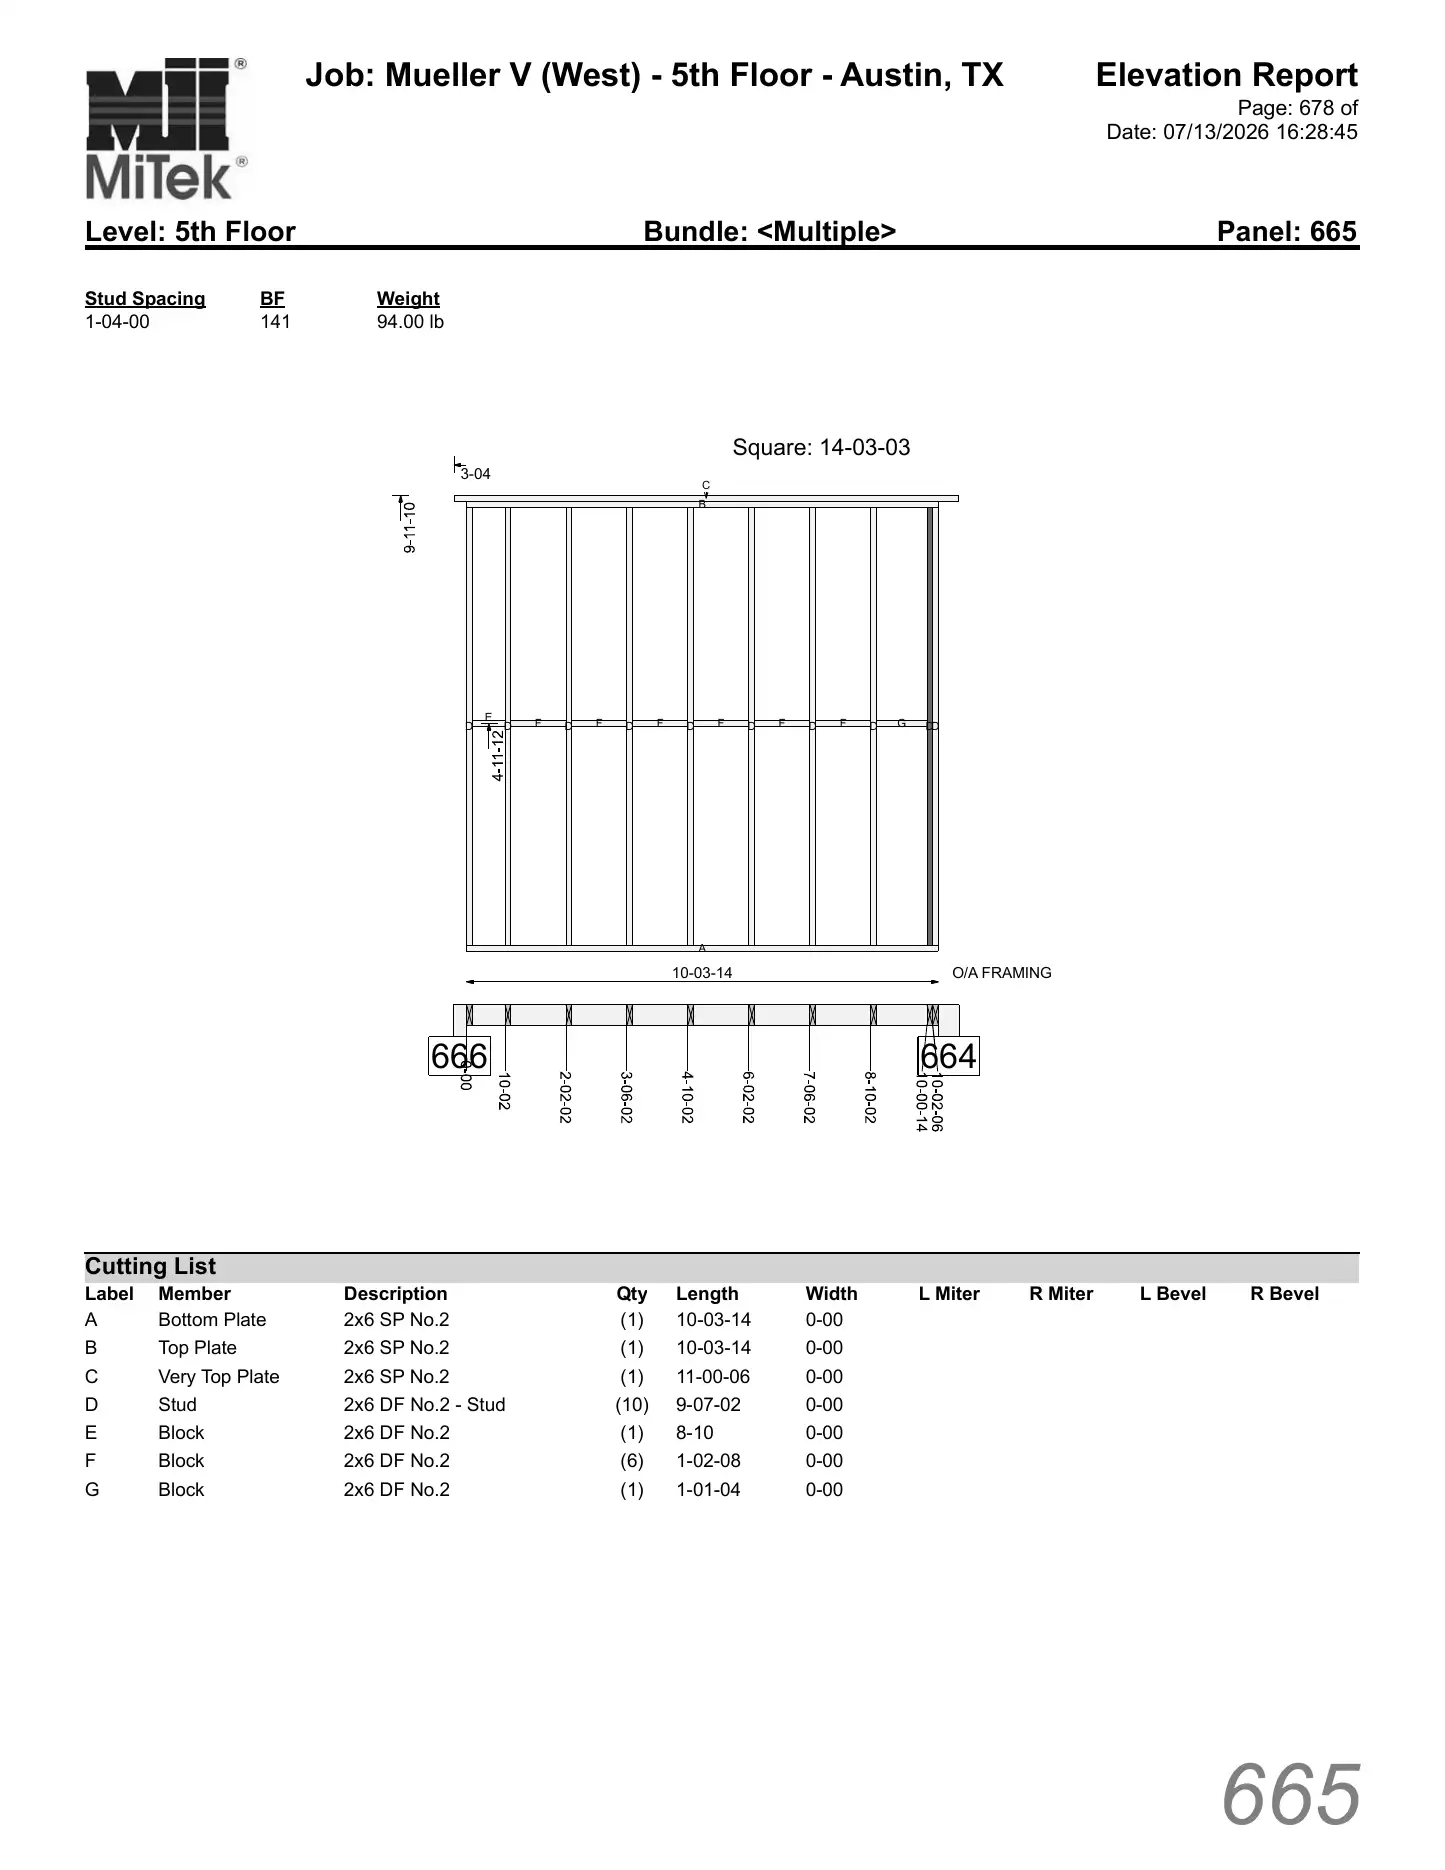 Job: Mueller V (West) - 5th Floor - Austin, TX
Elevation Report
Page: 678 of
Date: 07/13/2026 16:28:45
MiTek®
Level: 5th Floor Bundle: <Multiple> Panel: 665
Stud Spacing BF Weight
1-04-00 141 94.00 lb
Square: 14-03-03
3-04
C
B
9-11-10
E F F F F F F G
4-11-12
A
10-03-14 O/A FRAMING
666 664
0-00 10-02 2-02-02 3-06-02 4-10-02 6-02-02 7-06-02 8-10-02 10-00-14 10-02-06
Cutting List
Label Member Description Qty Length Width L Miter R Miter L Bevel R Bevel
A Bottom Plate 2x6 SP No.2 (1) 10-03-14 0-00
B Top Plate 2x6 SP No.2 (1) 10-03-14 0-00
C Very Top Plate 2x6 SP No.2 (1) 11-00-06 0-00
D Stud 2x6 DF No.2 - Stud (10) 9-07-02 0-00
E Block 2x6 DF No.2 (1) 8-10 0-00
F Block 2x6 DF No.2 (6) 1-02-08 0-00
G Block 2x6 DF No.2 (1) 1-01-04 0-00
665